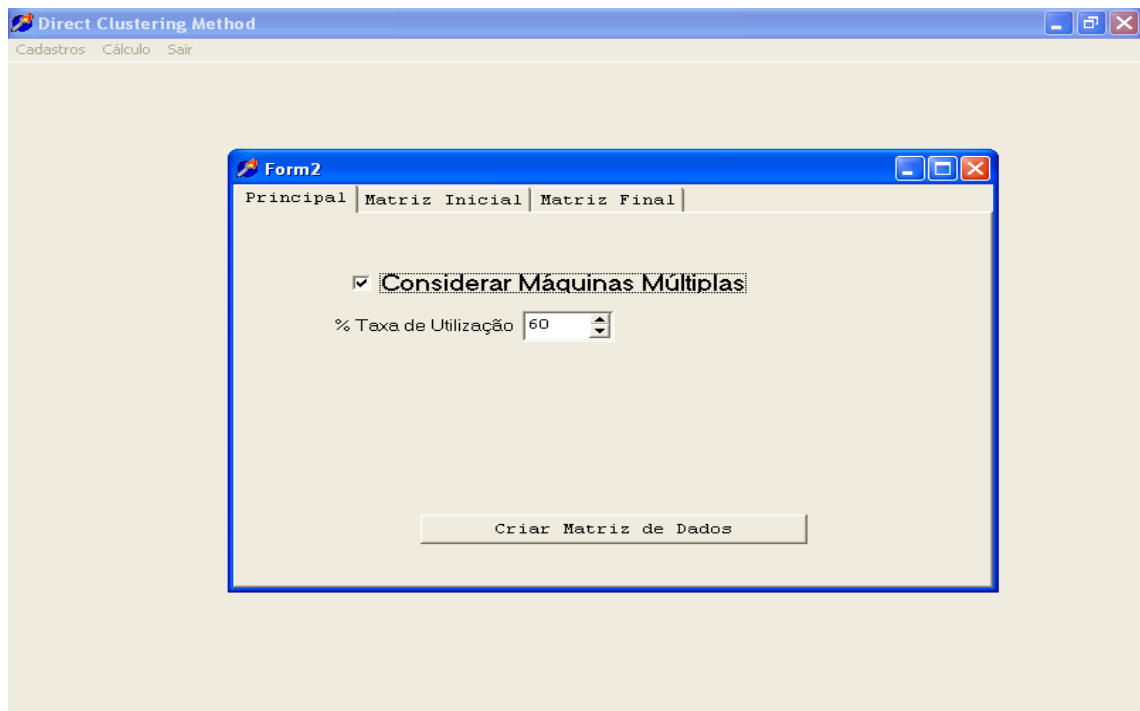 Direct Clustering Method
Cadastros Cálculo Sair
Form2
Principal Matriz Inicial Matriz Final
Considerar Máquinas Múltiplas
% Taxa de Utilização 60
Criar Matriz de Dados